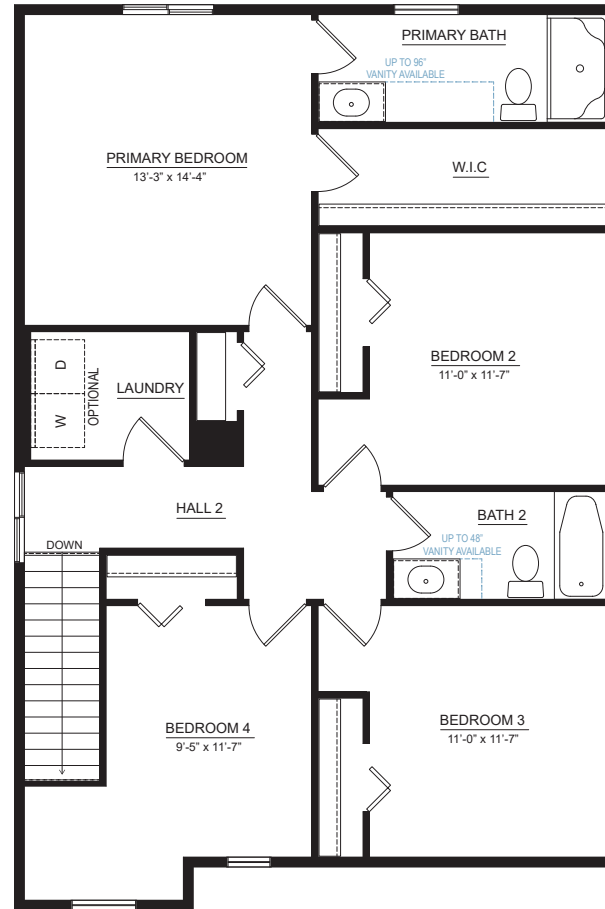 PRIMARY BATH
UP TO 96"
VANITY AVAILABLE
PRIMARY BEDROOM
13'-3" x 14'-4"
W.I.C
BEDROOM 2
11'-0" x 11'-7"
D
W
OPTIONAL
LAUNDRY
HALL 2
BATH 2
UP TO 48"
VANITY AVAILABLE
DOWN
BEDROOM 4
9'-5" x 11'-7"
BEDROOM 3
11'-0" x 11'-7"